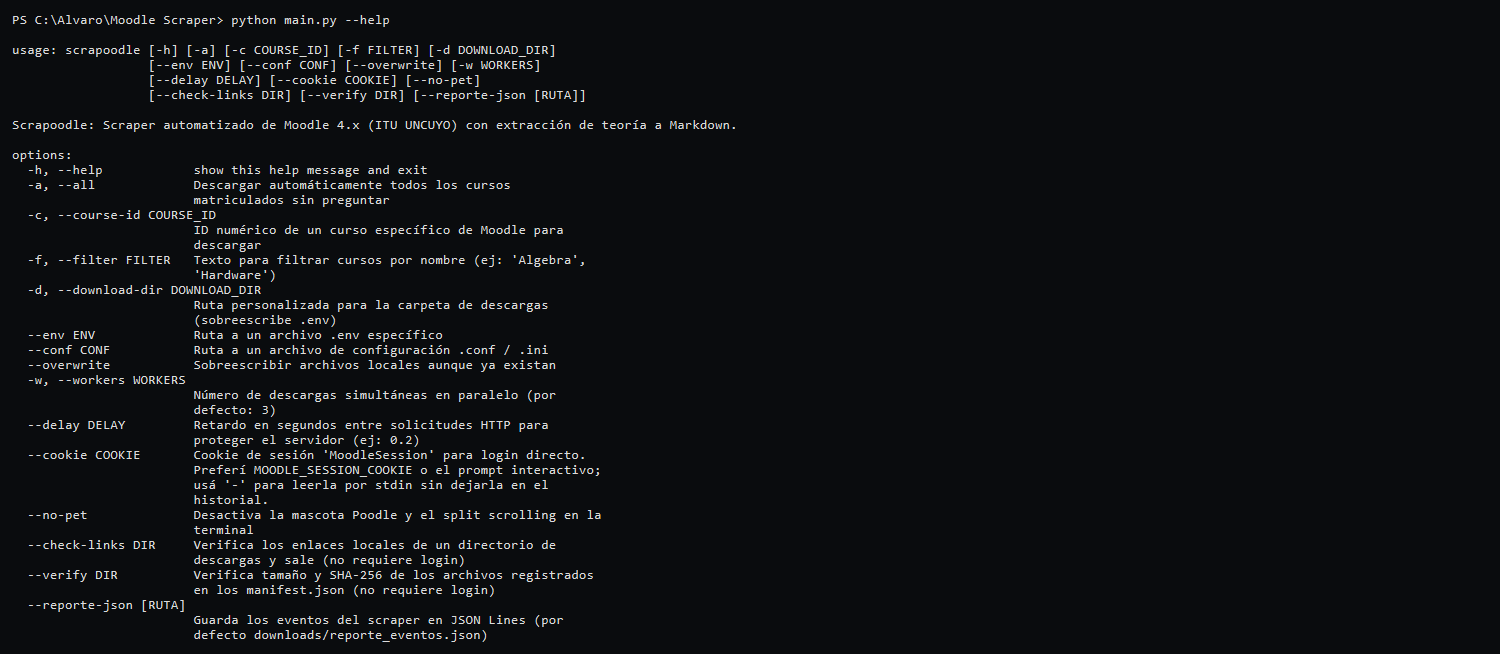 PS C:\Alvaro\Moodle Scraper> python main.py --help
usage: scrapoodle [-h] [-a] [-c COURSE_ID] [-f FILTER] [-d DOWNLOAD_DIR]
[--env ENV] [--conf CONF] [--overwrite] [-w WORKERS]
[--delay DELAY] [--cookie COOKIE] [--no-pet]
[--check-links DIR] [--verify DIR] [--reporte-json [RUTA]]
Scrapoodle: Scraper automatizado de Moodle 4.x (ITU UNCUYO) con extracción de teoría a Markdown.
options:
-h, --help show this help message and exit
-a, --all Descargar automáticamente todos los cursos
matriculados sin preguntar
-c, --course-id COURSE_ID
ID numérico de un curso específico de Moodle para
descargar
-f, --filter FILTER Texto para filtrar cursos por nombre (ej: 'Algebra',
'Hardware')
-d, --download-dir DOWNLOAD_DIR
Ruta personalizada para la carpeta de descargas
(sobreescribe .env)
--env ENV Ruta a un archivo .env específico
--conf CONF Ruta a un archivo de configuración .conf / .ini
--overwrite Sobreescribir archivos locales aunque ya existan
-w, --workers WORKERS
Número de descargas simultáneas en paralelo (por
defecto: 3)
--delay DELAY Retardo en segundos entre solicitudes HTTP para
proteger el servidor (ej: 0.2)
--cookie COOKIE Cookie de sesión 'MoodleSession' para login directo.
Preferí MOODLE_SESSION_COOKIE o el prompt interactivo;
usá '-' para leerla por stdin sin dejarla en el
historial.
--no-pet Desactiva la mascota Poodle y el split scrolling en la
terminal
--check-links DIR Verifica los enlaces locales de un directorio de
descargas y sale (no requiere login)
--verify DIR Verifica tamaño y SHA-256 de los archivos registrados
en los manifest.json (no requiere login)
--reporte-json [RUTA]
Guarda los eventos del scraper en JSON Lines (por
defecto downloads/reporte_eventos.json)